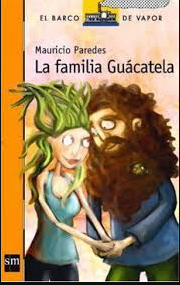 EL BARCO DE VAPOR
Mauricio Paredes
La familia Guácatela
sm